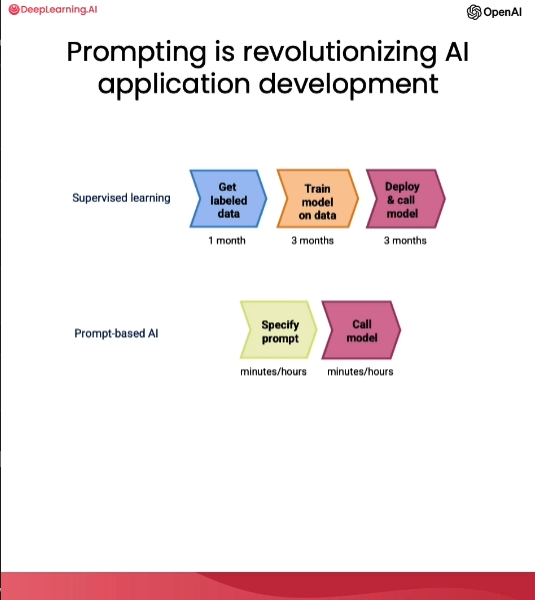 DeepLearning.AI
OpenAI
Prompting is revolutionizing AI
application development
Supervised learning
Get
labeled
data
Train
model
on data
Deploy
& call
model
1 month
3 months
3 months
Prompt-based AI
Specify
prompt
Call
model
minutes/hours
minutes/hours